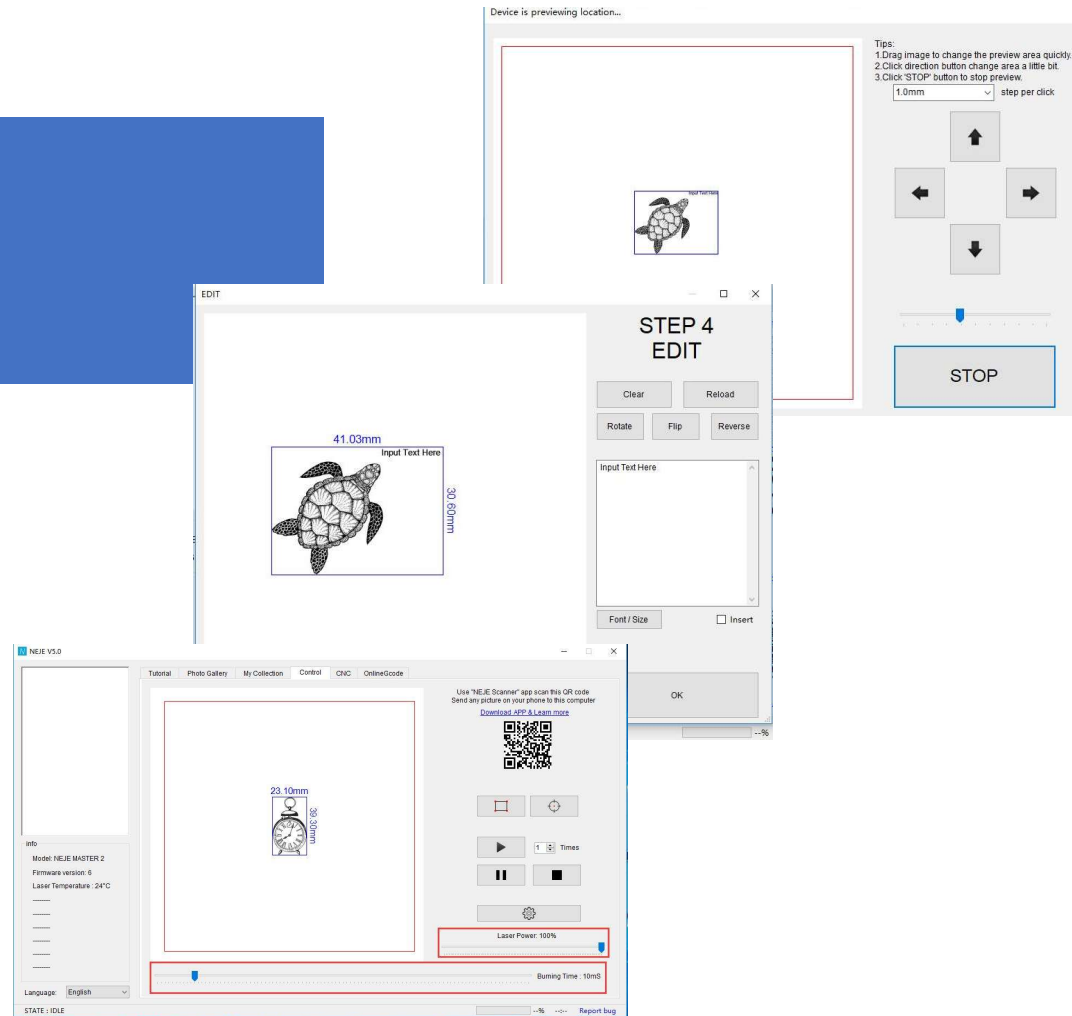 Device is previewing location...
Tips:
1.Drag image to change the preview area quickly.
2.Click direction button change area a little bit.
3.Click 'STOP' button to stop preview.
1.0mm step per click
Input Text Here
STOP
EDIT
STEP 4
EDIT
Clear Reload
Rotate Flip Reverse
41.03mm
Input Text Here
30.60mm
Input Text Here
Font / Size Insert
OK
--%
NEJE V5.0
Tutorial Photo Gallery My Collection Control CNC OnlineGcode
Use "NEJE Scanner" app scan this QR code
Send any picture on your phone to this computer
Download APP & Learn more
23.10mm
39.30mm
1 Times
info
Model: NEJE MASTER 2
Firmware version: 6
Laser Temperature : 24°C
Laser Power: 100%
Burning Time : 10mS
Language: English
STATE : IDLE --% --:-- Report bug